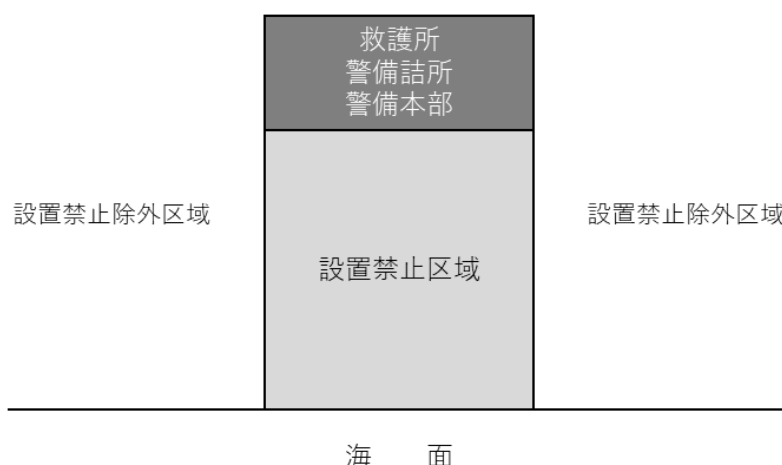 救護所
警備詰所
警備本部
設置禁止除外区域
設置禁止除外区域
設置禁止区域
海　　面